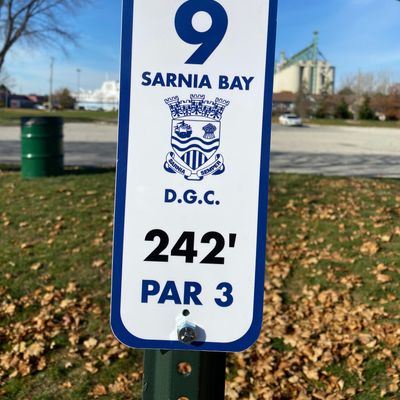 9
SARNIA BAY
D.G.C.
242'
PAR 3